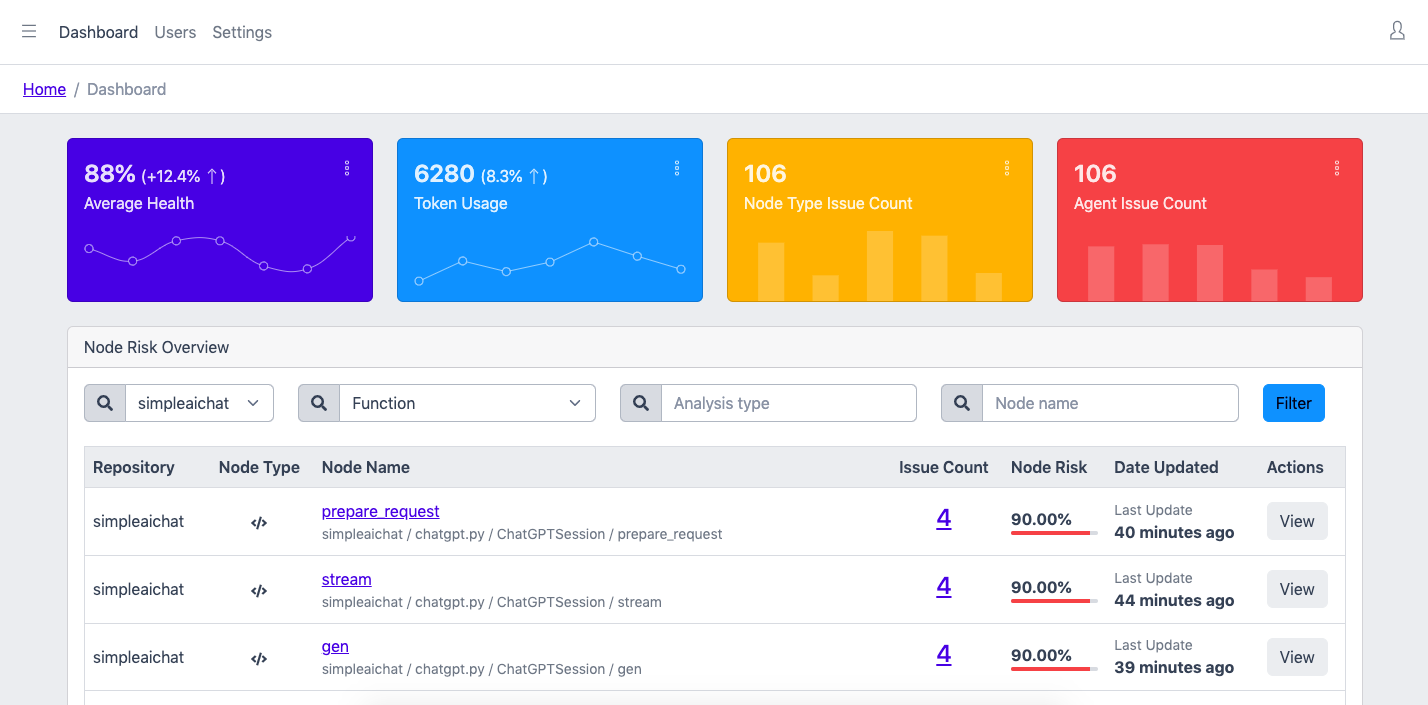 Dashboard Users Settings
Home / Dashboard
88% (+12.4% ↑)
Average Health
6280 (8.3% ↑)
Token Usage
106
Node Type Issue Count
106
Agent Issue Count
Node Risk Overview
simpleaichat Function Analysis type Node name Filter
Repository Node Type Node Name Issue Count Node Risk Date Updated Actions
simpleaichat </> prepare_request 4 90.00% Last Update View
simpleaichat / chatgpt.py / ChatGPTSession / prepare_request 40 minutes ago
simpleaichat </> stream 4 90.00% Last Update View
simpleaichat / chatgpt.py / ChatGPTSession / stream 44 minutes ago
simpleaichat </> gen 4 90.00% Last Update View
simpleaichat / chatgpt.py / ChatGPTSession / gen 39 minutes ago